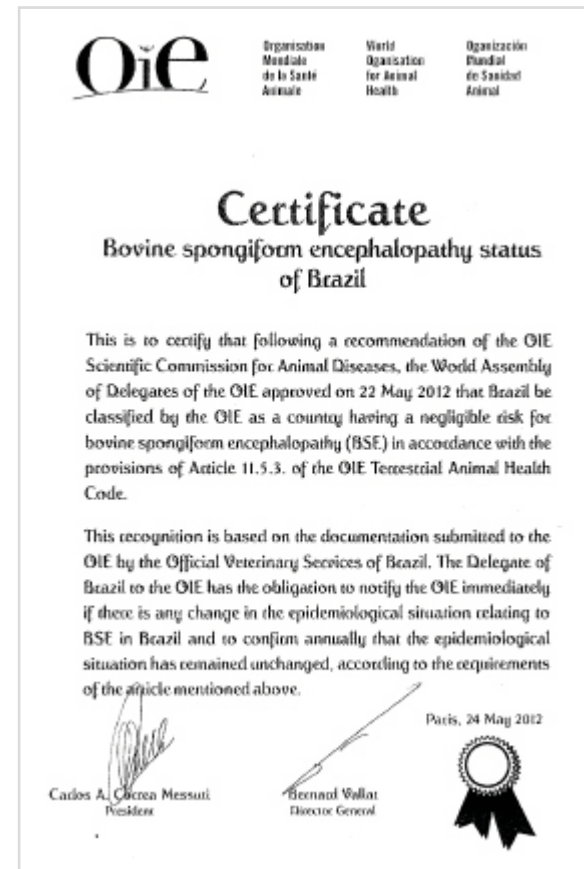 OiE
Organisation
Mondiale
de la Santé
Animale
World
Organisation
for Animal
Health
Oganización
Mundial
de Sanidad
Animal
Certificate
Bovine spongiform encephalopathy status
of Brazil
This is to certify that following a recommendation of the OIE
Scientific Commission for Animal Diseases, the World Assembly
of Delegates of the OIE approved on 22 May 2012 that Brazil be
classified by the OIE as a country having a negligible risk for
bovine spongiform encephalopathy (BSE) in accordance with the
provisions of Article 11.5.3. of the OIE Terrestrial Animal Health
Code.
This recognition is based on the documentation submitted to the
OIE by the Official Veterinary Services of Brazil. The Delegate of
Brazil to the OIE has the obligation to notify the OIE immediately
if there is any change in the epidemiological situation relating to
BSE in Brazil and to confirm annually that the epidemiological
situation has remained unchanged, according to the requirements
of the article mentioned above.
Paris, 24 May 2012
Carlos A. Correa Messuti
President
Bernard Vallat
Director General